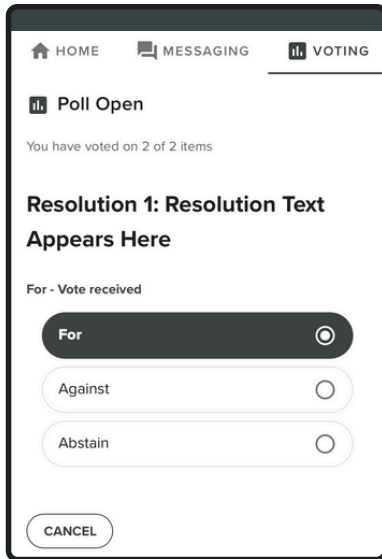 HOME MESSAGING VOTING
Poll Open
You have voted on 2 of 2 items
Resolution 1: Resolution Text
Appears Here
For - Vote received
For
Against
Abstain
CANCEL